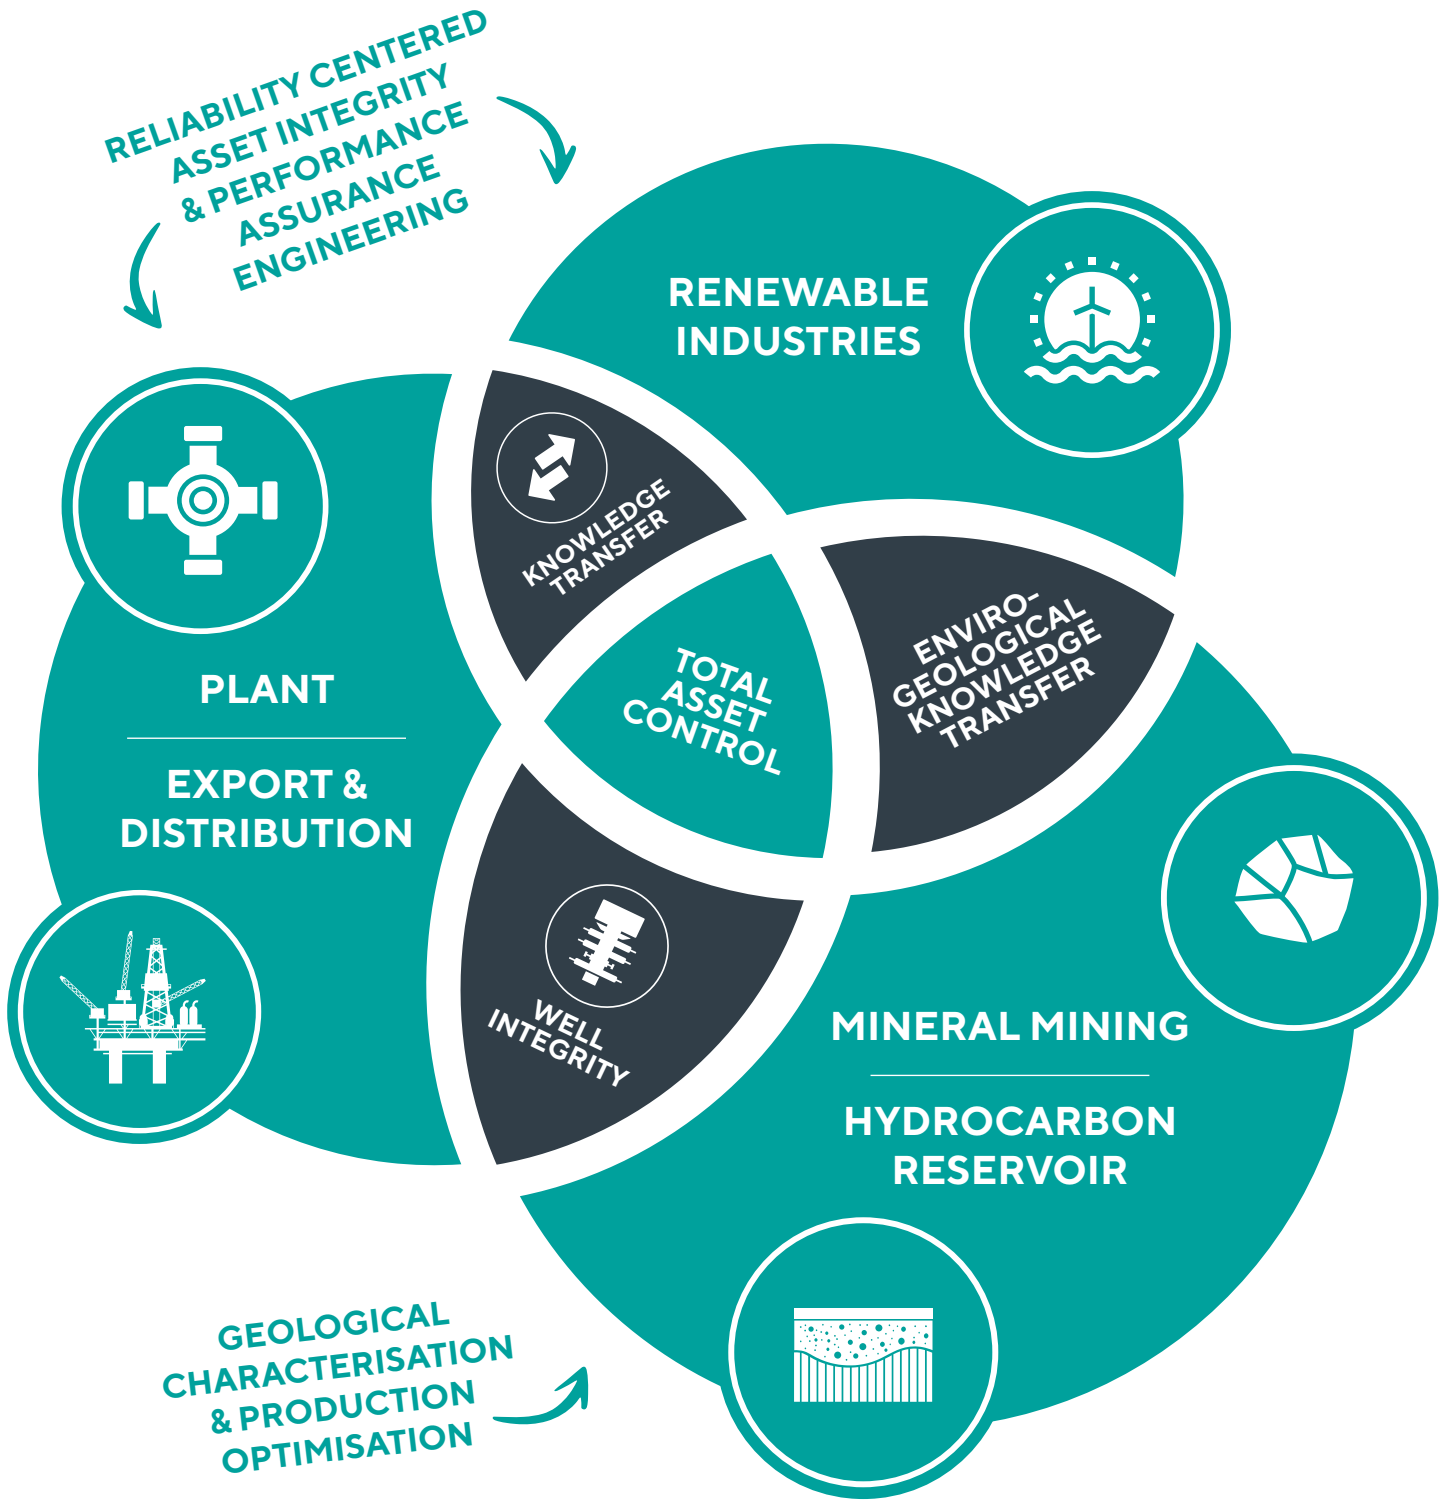 RELIABILITY CENTERED
ASSET INTEGRITY
& PERFORMANCE
ASSURANCE
ENGINEERING
RENEWABLE
INDUSTRIES
KNOWLEDGE
TRANSFER
ENVIRO-
GEOLOGICAL
KNOWLEDGE
TRANSFER
TOTAL
ASSET
CONTROL
PLANT
EXPORT &
DISTRIBUTION
WELL
INTEGRITY
MINERAL MINING
HYDROCARBON
RESERVOIR
GEOLOGICAL
CHARACTERISATION
& PRODUCTION
OPTIMISATION